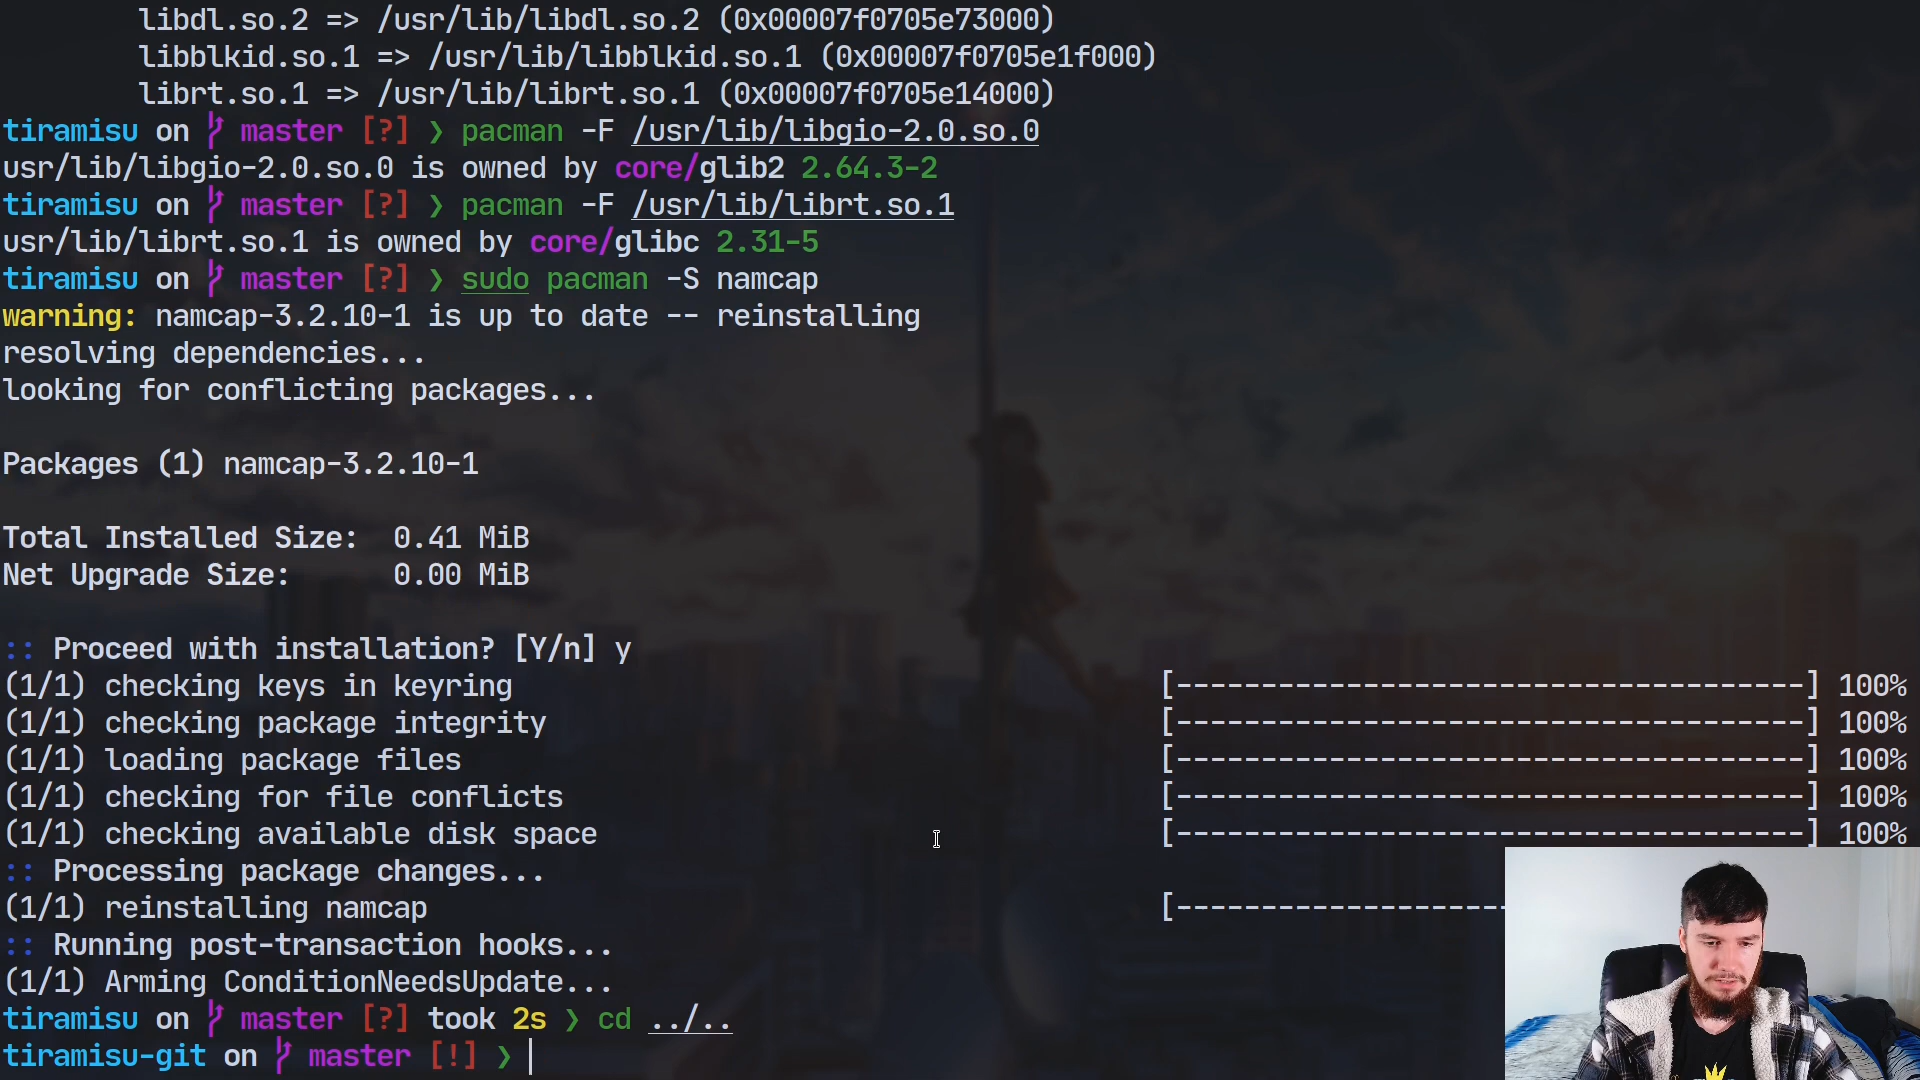 libdl.so.2 => /usr/lib/libdl.so.2 (0x00007f0705e73000)
libblkid.so.1 => /usr/lib/libblkid.so.1 (0x00007f0705e1f000)
librt.so.1 => /usr/lib/librt.so.1 (0x00007f0705e14000)
tiramisu on master [?] ❯ pacman -F /usr/lib/libgio-2.0.so.0
usr/lib/libgio-2.0.so.0 is owned by core/glib2 2.64.3-2
tiramisu on master [?] ❯ pacman -F /usr/lib/librt.so.1
usr/lib/librt.so.1 is owned by core/glibc 2.31-5
tiramisu on master [?] ❯ sudo pacman -S namcap
warning: namcap-3.2.10-1 is up to date -- reinstalling
resolving dependencies...
looking for conflicting packages...
Packages (1) namcap-3.2.10-1
Total Installed Size:  0.41 MiB
Net Upgrade Size:      0.00 MiB
:: Proceed with installation? [Y/n] y
(1/1) checking keys in keyring [-------------------------------------] 100%
(1/1) checking package integrity [-------------------------------------] 100%
(1/1) loading package files [-------------------------------------] 100%
(1/1) checking for file conflicts [-------------------------------------] 100%
(1/1) checking available disk space [-------------------------------------] 100%
:: Processing package changes...
(1/1) reinstalling namcap [-------------------
:: Running post-transaction hooks...
(1/1) Arming ConditionNeedsUpdate...
tiramisu on master [?] took 2s ❯ cd ../..
tiramisu-git on master [!] ❯